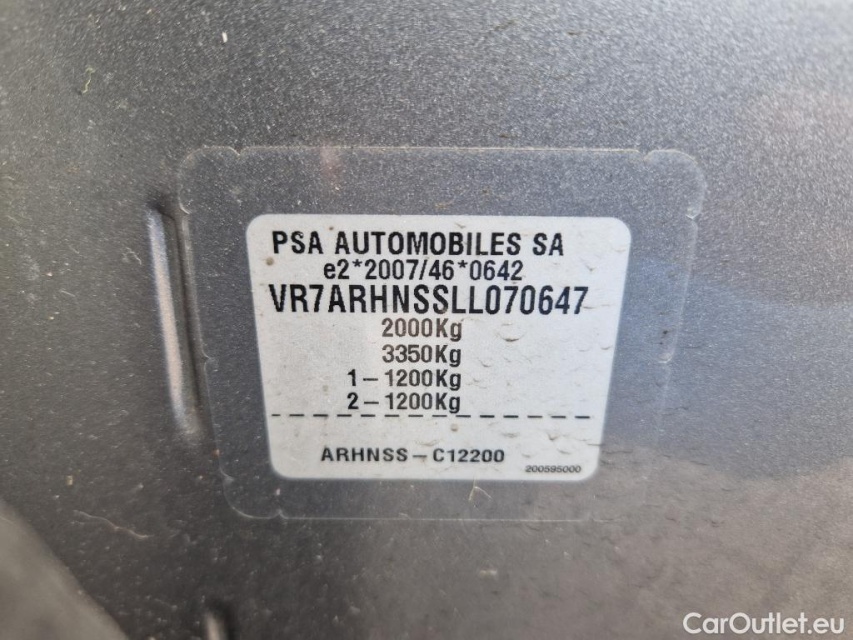 PSA AUTOMOBILES SA
e2*2007/46*0642
VR7ARHNSSLL070647
2000Kg
3350Kg
1-1200Kg
2-1200Kg
ARHNSS-C12200
200595000
CarOutlet.eu